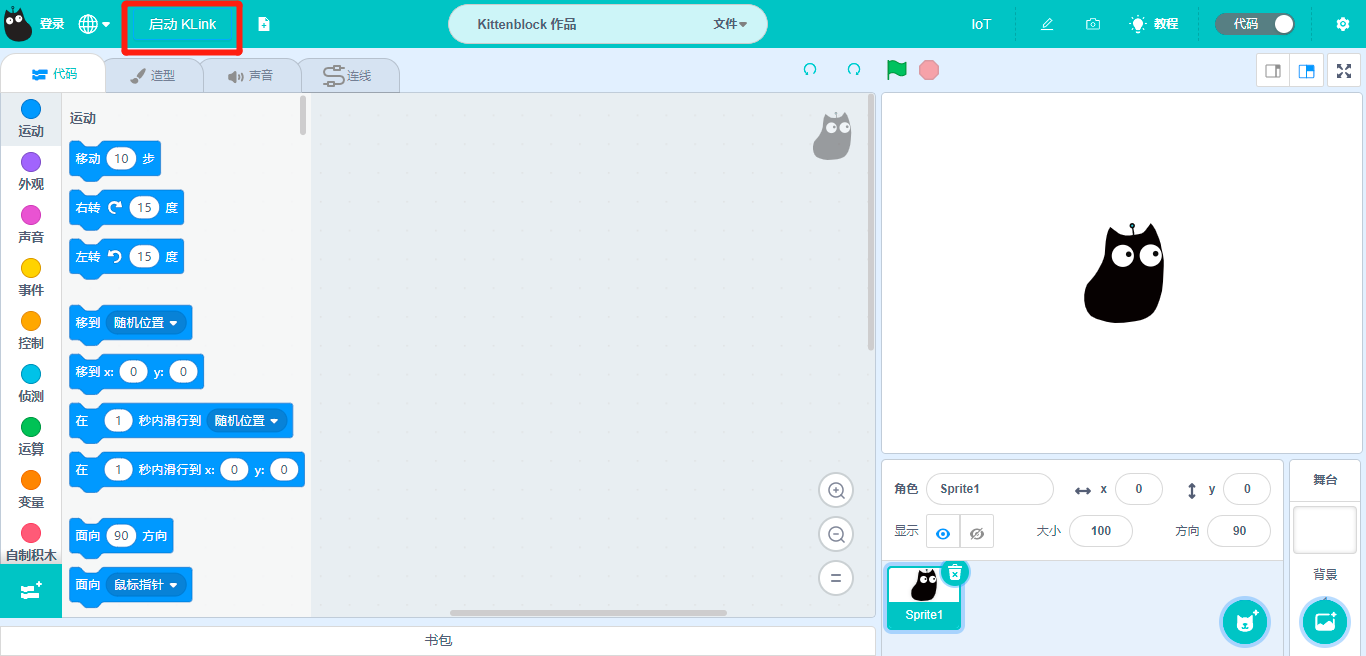 登录
启动 KLink
Kittenblock 作品
文件
IoT
教程
代码
代码
造型
声音
连线
运动
外观
声音
事件
控制
侦测
运算
变量
自制积木
运动
移动 10 步
右转 15 度
左转 15 度
移到 随机位置
移到 x: 0 y: 0
在 1 秒内滑行到 随机位置
在 1 秒内滑行到 x: 0 y: 0
面向 90 方向
面向 鼠标指针
书包
角色 Sprite1 x 0 y 0
显示 大小 100 方向 90
Sprite1
舞台
背景